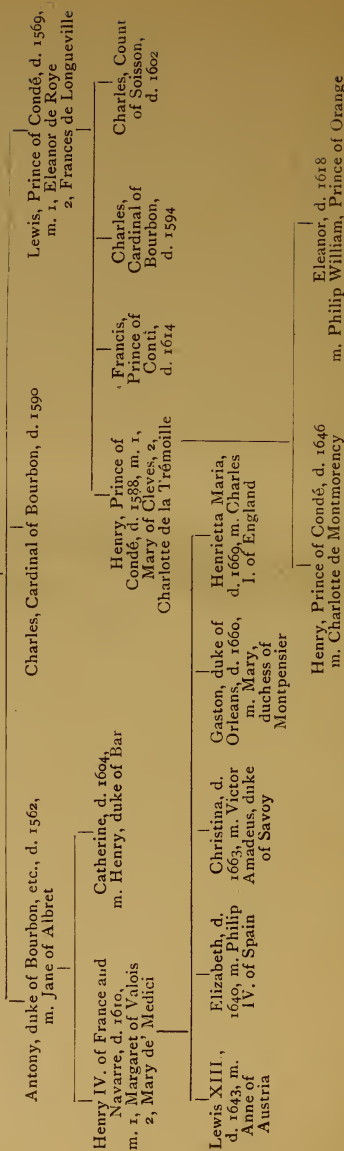 Antony, duke of Bourbon, etc., d. 1562,
m. Jane of Albret
Charles, Cardinal of Bourbon, d. 1590
Lewis, Prince of Condé, d. 1569,
m. 1, Eleanor de Roye
2, Frances de Longueville
Henry IV. of France and
Navarre, d. 1610,
m. 1, Margaret of Valois
2, Mary de' Medici
Catherine, d. 1604,
m. Henry, duke of Bar
Henry, Prince of
Condé, d. 1588, m. 1,
Mary of Cleves, 2,
Charlotte de la Trémoille
Francis,
Prince of
Conti,
d. 1614
Charles,
Cardinal of
Bourbon,
d. 1594
Charles, Count
of Soisson,
d. 1602
Lewis XIII.,
d. 1643, m.
Anne of
Austria
Elizabeth, d.
1640, m. Philip
IV. of Spain
Christina, d.
1663, m. Victor
Amadeus, duke
of Savoy
Gaston, duke of
Orleans, d. 1660,
m. Mary,
duchess of
Montpensier
Henrietta Maria,
d. 1669, m. Charles
I. of England
Henry, Prince of Condé, d. 1646
m. Charlotte de Montmorency
Eleanor, d. 1618
m. Philip William, Prince of Orange